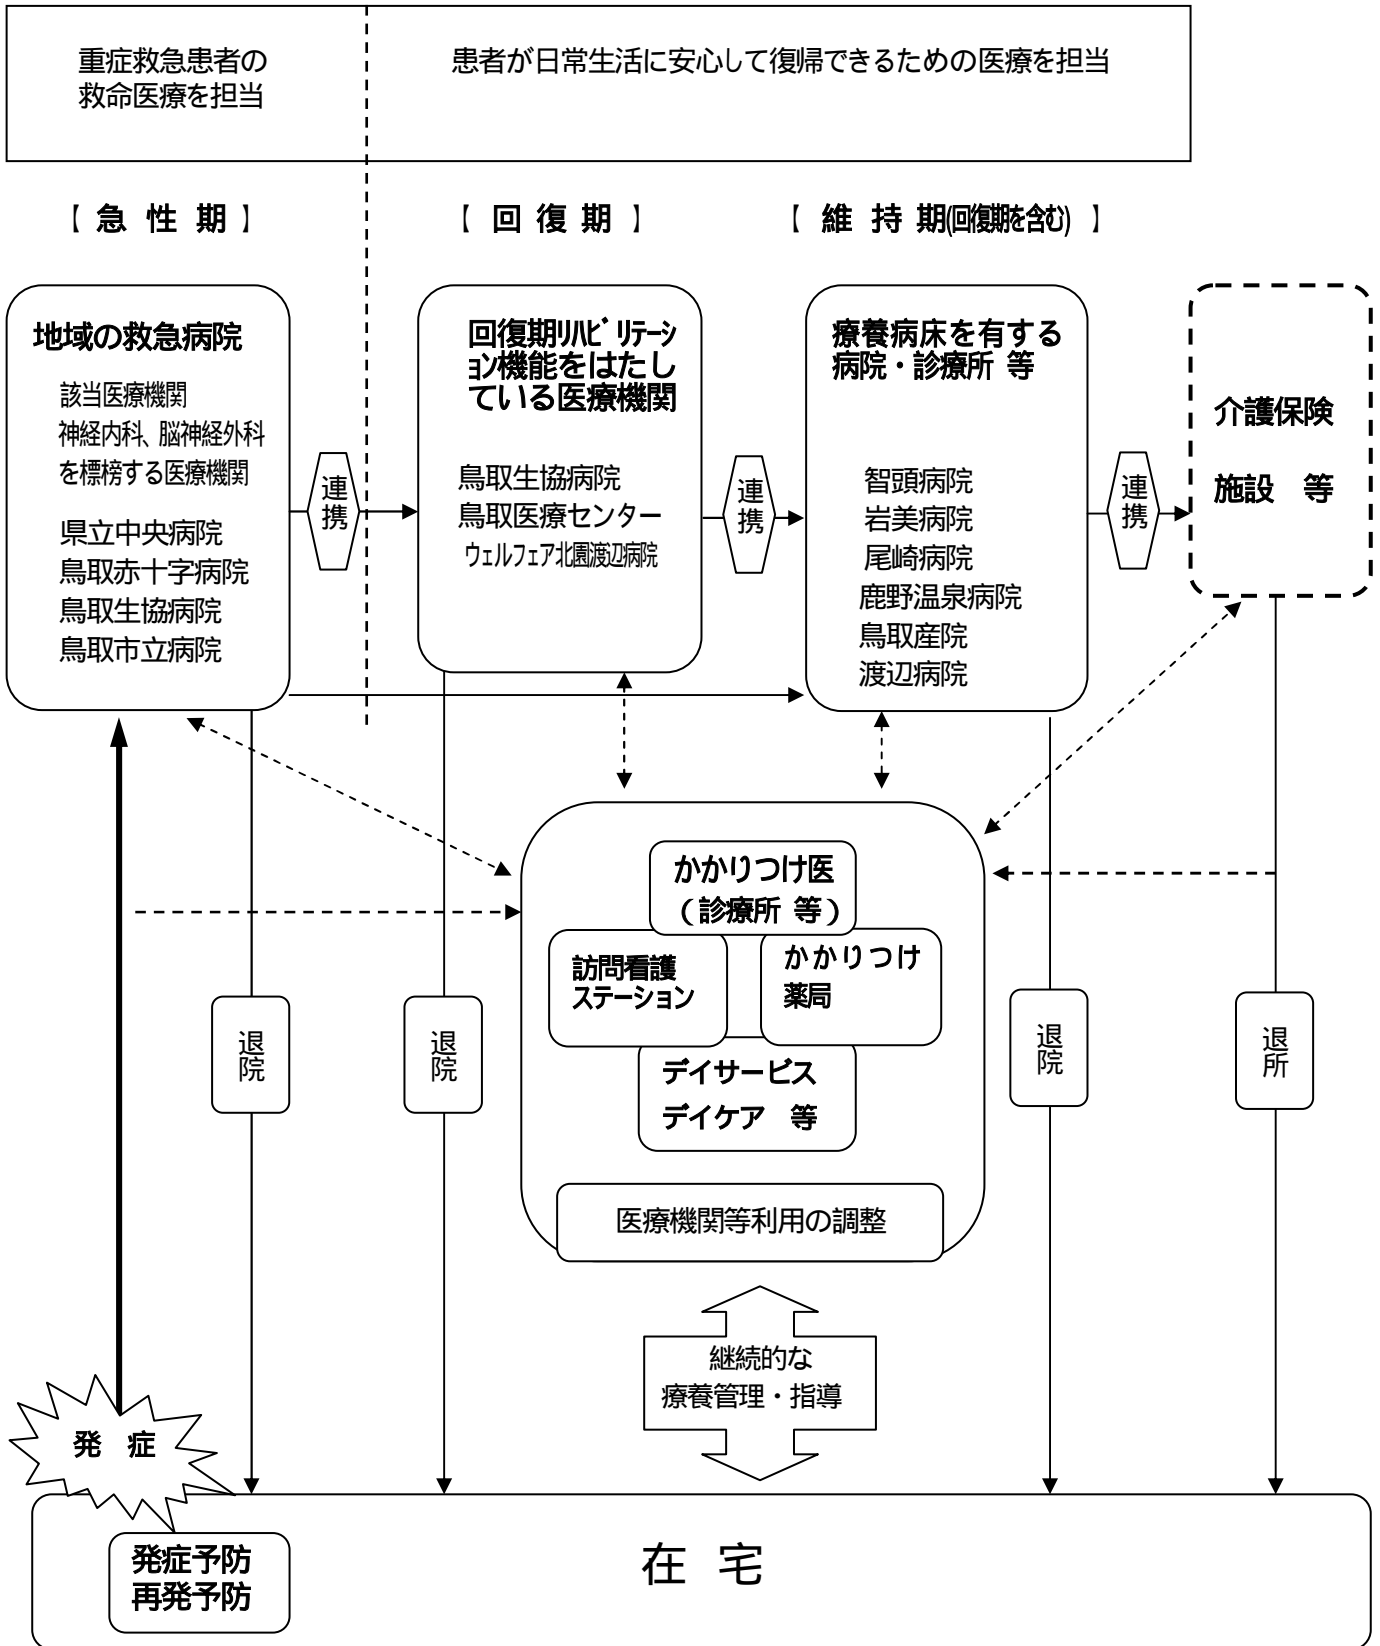 重症救急患者の
救命医療を担当
患者が日常生活に安心して復帰できるための医療を担当
【 急 性 期 】
【 回 復 期 】
【 維 持 期(回復期を含む) 】
地域の救急病院
該当医療機関
神経内科、脳神経外科
を標榜する医療機関
県立中央病院
鳥取赤十字病院
鳥取生協病院
鳥取市立病院
連
携
回復期ﾘﾊﾋﾞﾘﾃｰｼ
ｮﾝ機能をはたし
ている医療機関
鳥取生協病院
鳥取医療センター
ウェルフェア北園渡辺病院
連
携
療養病床を有する
病院・診療所 等
智頭病院
岩美病院
尾崎病院
鹿野温泉病院
鳥取産院
渡辺病院
連
携
介護保険
施設 等
かかりつけ医
(診療所 等)
訪問看護
ステーション
かかりつけ
薬局
デイサービス
デイケア 等
医療機関等利用の調整
退
院
退
院
退
院
退
所
継続的な
療養管理・指導
発 症
発症予防
再発予防
在 宅